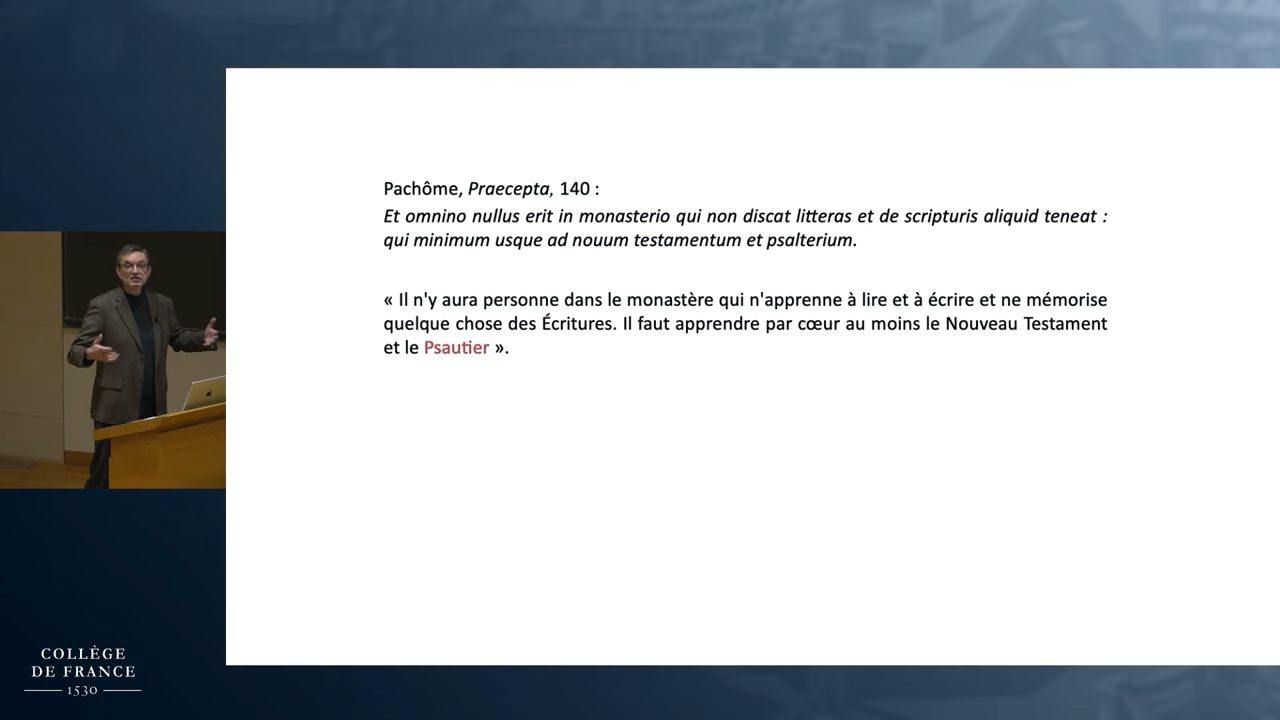 Pachôme, Praecepta, 140 :
Et omnino nullus erit in monasterio qui non discat litteras et de scripturis aliquid teneat :
qui minimum usque ad nouum testamentum et psalterium.
« Il n'y aura personne dans le monastère qui n'apprenne à lire et à écrire et ne mémorise
quelque chose des Écritures. Il faut apprendre par cœur au moins le Nouveau Testament
et le Psautier ».
COLLÈGE
DE FRANCE
1530